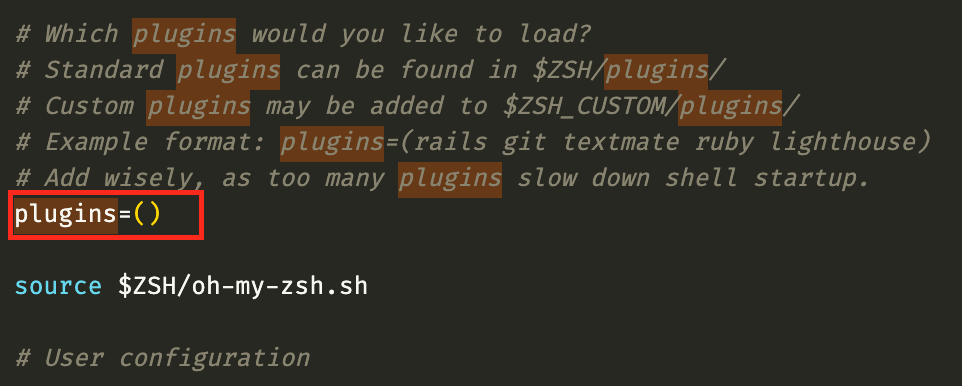 # Which plugins would you like to load?
# Standard plugins can be found in $ZSH/plugins/
# Custom plugins may be added to $ZSH_CUSTOM/plugins/
# Example format: plugins=(rails git textmate ruby lighthouse)
# Add wisely, as too many plugins slow down shell startup.
plugins=()
source $ZSH/oh-my-zsh.sh
# User configuration